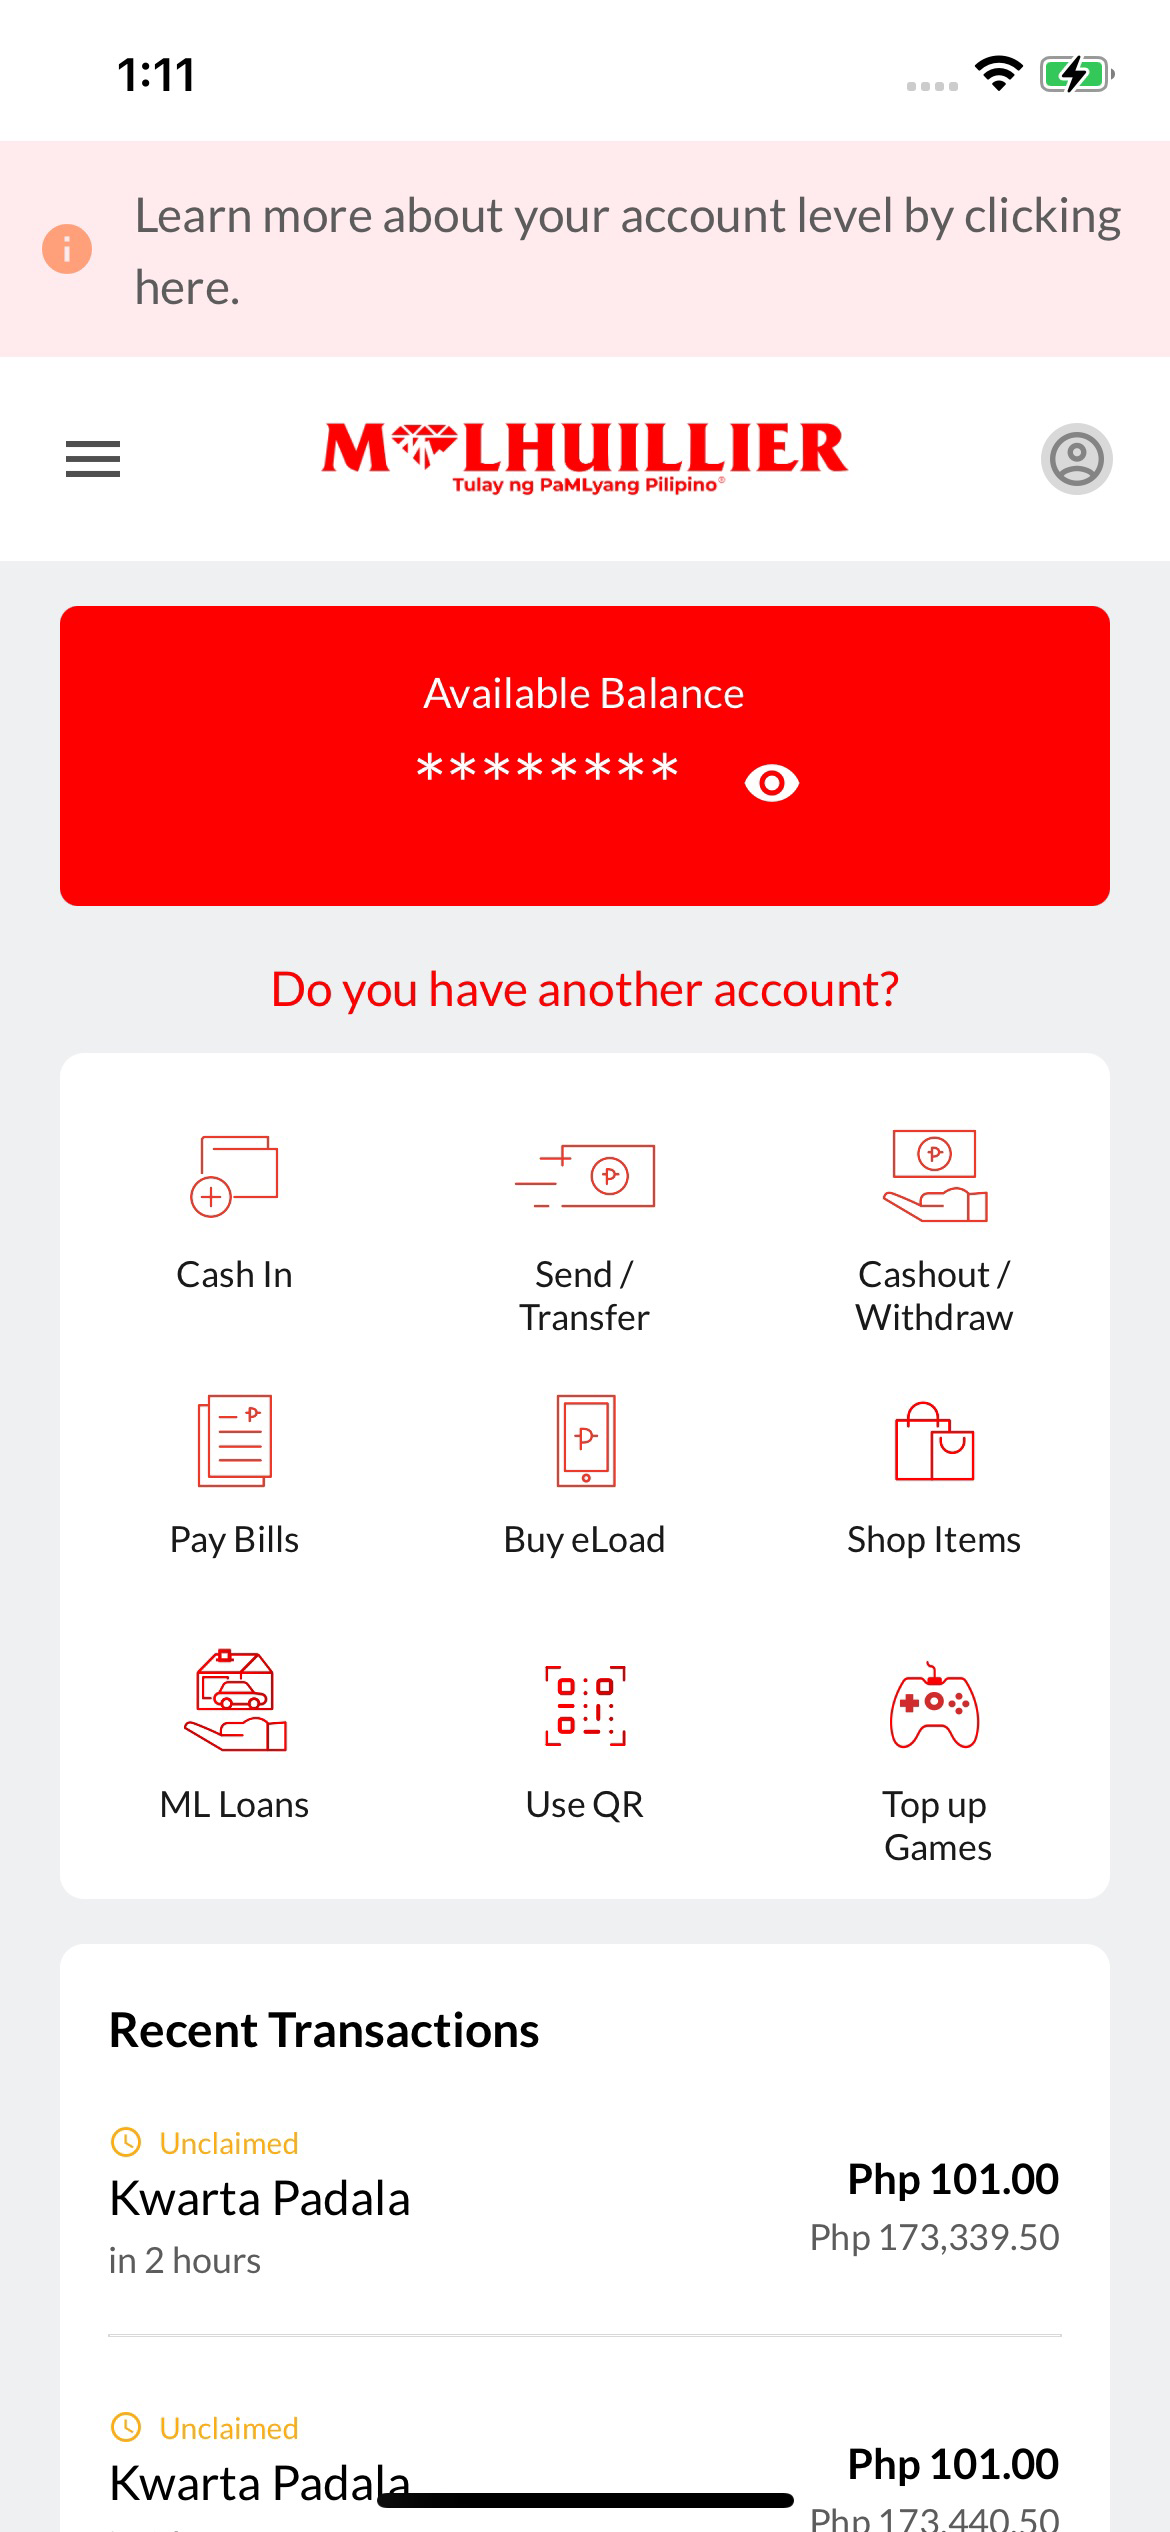 1:11
Learn more about your account level by clicking
here.
M LHUILLIER
Tulay ng PaMLyang Pilipino®
Available Balance
********
Do you have another account?
Cash In
Send /
Transfer
Cashout /
Withdraw
Pay Bills
Buy eLoad
Shop Items
ML Loans
Use QR
Top up
Games
Recent Transactions
Unclaimed
Kwarta Padala
Php 101.00
in 2 hours
Php 173,339.50
Unclaimed
Kwarta Padala
Php 101.00
Php 173,440.50